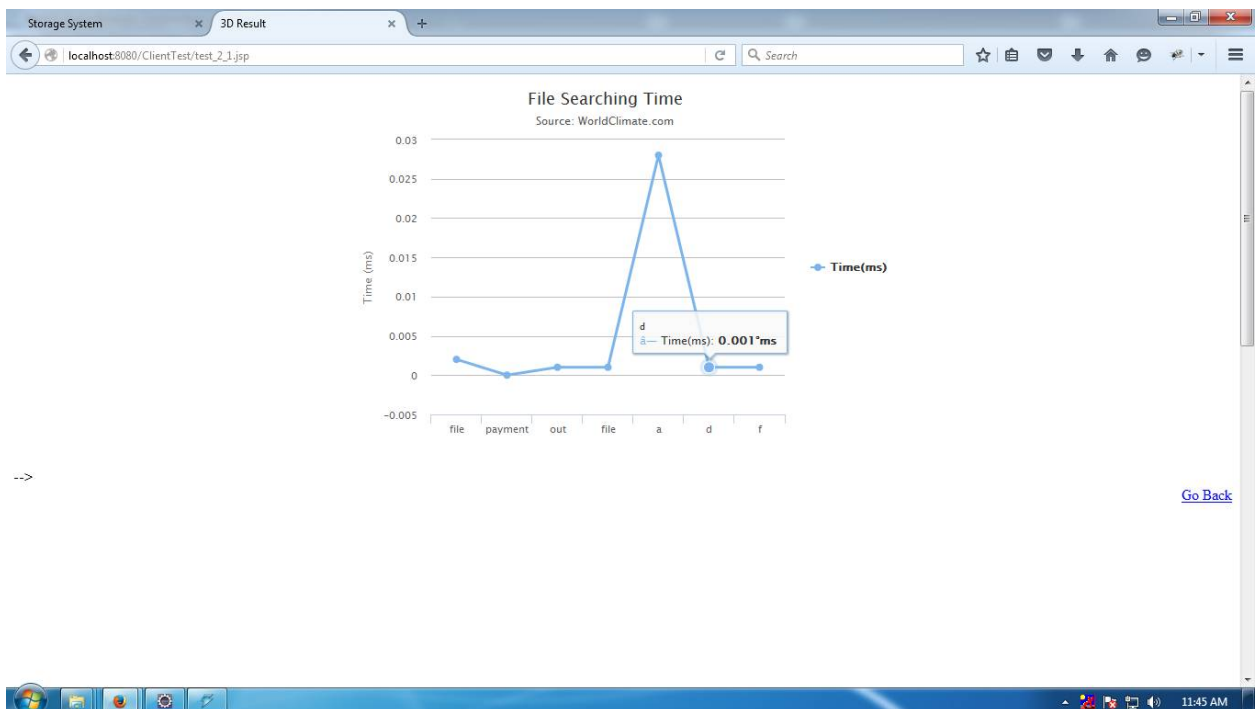 Storage System
3D Result
localhost:8080/ClientTest/test_2_1.jsp
Search
File Searching Time
Source: WorldClimate.com
0.03
0.025
0.02
0.015
0.01
0.005
0
-0.005
Time (ms)
Time(ms)
d
â— Time(ms): 0.001°ms
file payment out file a d f
-->
Go Back
11:45 AM